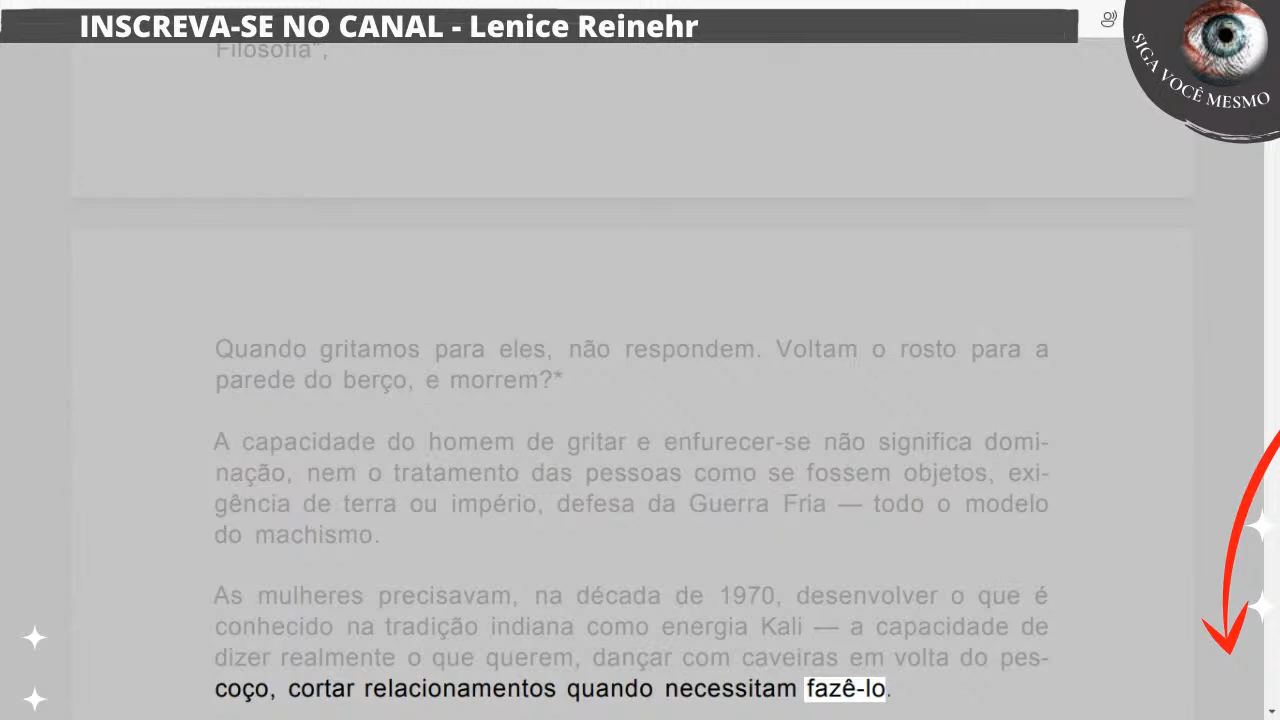 INSCREVA-SE NO CANAL - Lenice Reinehr
SIGA VOCÊ MESMO
Filosofia",
Quando gritamos para eles, não respondem. Voltam o rosto para a
parede do berço, e morrem?*
A capacidade do homem de gritar e enfurecer-se não significa domi-
nação, nem o tratamento das pessoas como se fossem objetos, exi-
gência de terra ou império, defesa da Guerra Fria — todo o modelo
do machismo.
As mulheres precisavam, na década de 1970, desenvolver o que é
conhecido na tradição indiana como energia Kali — a capacidade de
dizer realmente o que querem, dançar com caveiras em volta do pes-
coço, cortar relacionamentos quando necessitam fazê-lo.